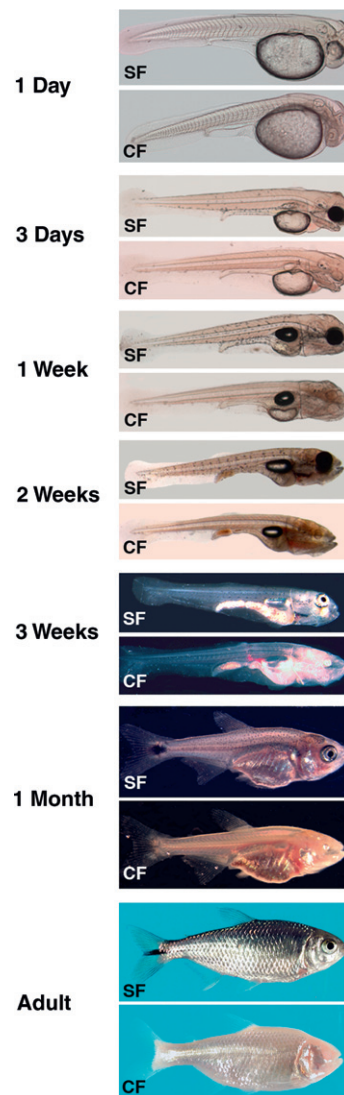 1 Day
SF
CF
3 Days
SF
CF
1 Week
SF
CF
2 Weeks
SF
CF
3 Weeks
SF
CF
1 Month
SF
CF
Adult
SF
CF